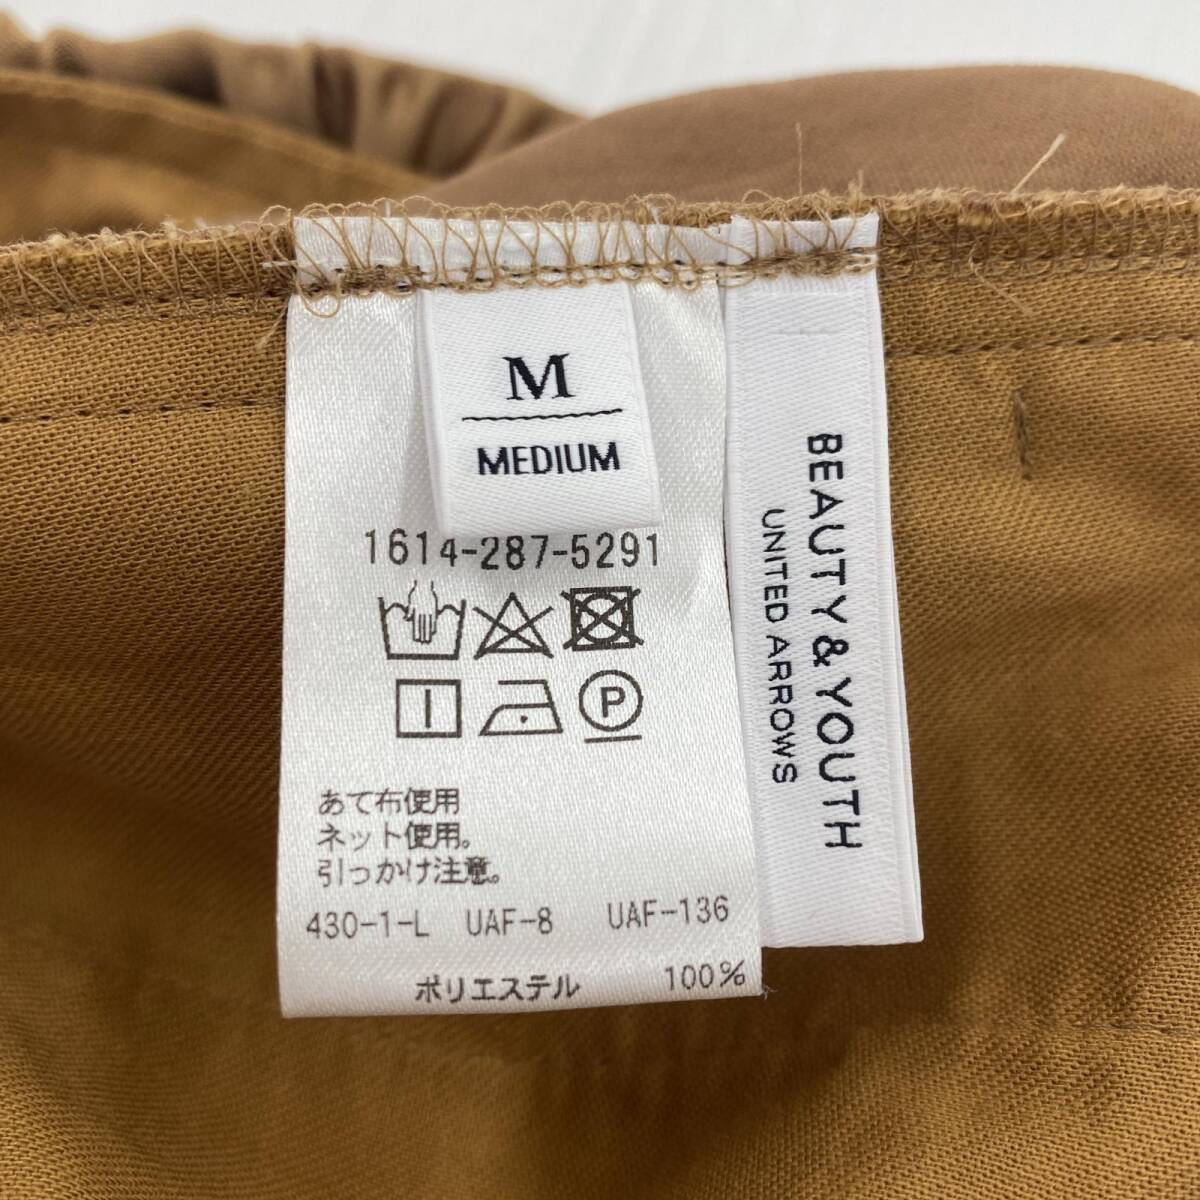 M
MEDIUM
1614-287-5291
P
あて布使用
ネット使用。
引っかけ注意。
430-1-L UAF-8 UAF-136
ポリエステル 100%
BEAUTY & YOUTH
UNITED ARROWS